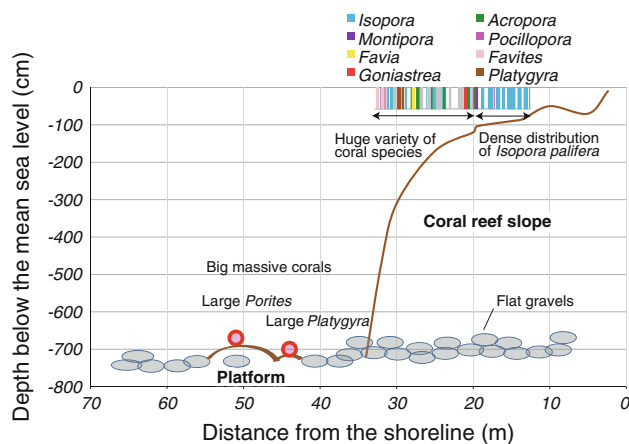 Isopora Acropora
Montipora Pocillopora
Favia Favites
Goniastrea Platygyra
Depth below the mean sea level (cm)
0
-100
-200
-300
-400
-500
-600
-700
-800
Huge variety of
coral species
Dense distribution
of Isopora palifera
Coral reef slope
Big massive corals
Large Porites
Large Platygyra
Flat gravels
Platform
70 60 50 40 30 20 10 0
Distance from the shoreline (m)